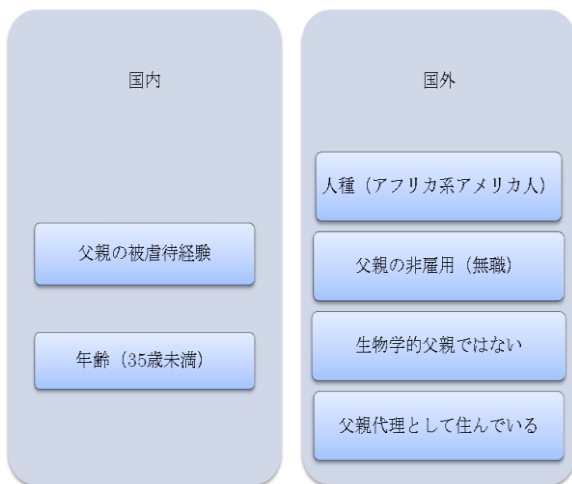 国内
父親の被虐待経験
年齢（35歳未満）
国外
人種（アフリカ系アメリカ人）
父親の非雇用（無職）
生物学的父親ではない
父親代理として住んでいる